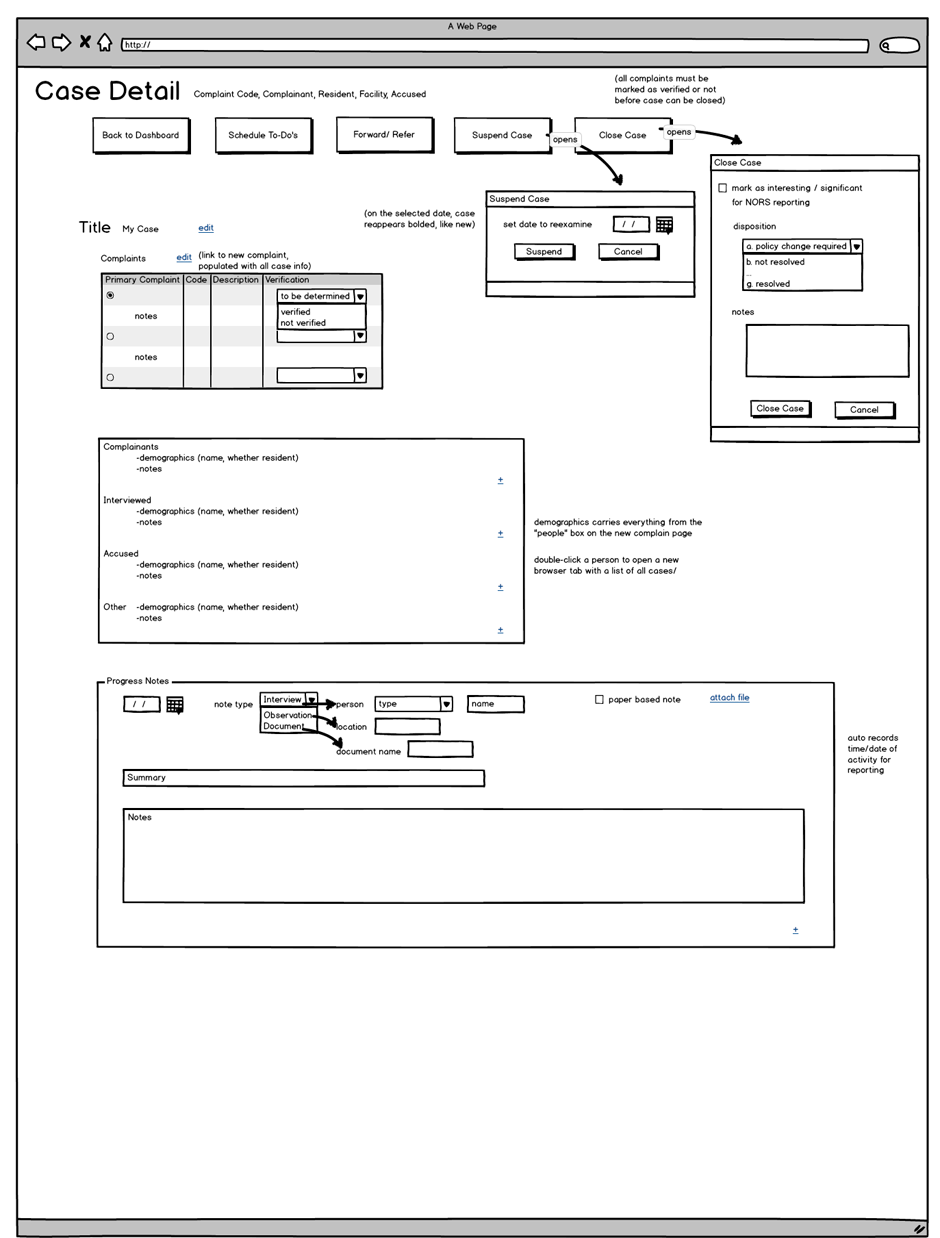 A Web Page
http://
Case Detail
Complaint Code, Complainant, Resident, Facility, Accused
(all complaints must be
marked as verified or not
before case can be closed)
Back to Dashboard
Schedule To-Do's
Forward/ Refer
Suspend Case
opens
Close Case
opens
Close Case
mark as interesting / significant
for NORS reporting
disposition
a. policy change required
b. not resolved
...
g. resolved
notes
Close Case
Cancel
Suspend Case
set date to reexamine
/ /
Suspend
Cancel
(on the selected date, case
reappears bolded, like new)
Title
My Case
edit
Complaints
edit
(link to new complaint,
populated with all case info)
Primary Complaint
Code
Description
Verification
to be determined
verified
not verified
notes
notes
Complainants
-demographics (name, whether resident)
-notes
+
Interviewed
-demographics (name, whether resident)
-notes
+
Accused
-demographics (name, whether resident)
-notes
+
Other -demographics (name, whether resident)
-notes
+
demographics carries everything from the
"people" box on the new complain page
double-click a person to open a new
browser tab with a list of all cases/
Progress Notes
/ /
note type
Interview
Observation
Document
person
type
name
location
document name
paper based note
attach file
Summary
Notes
+
auto records
time/date of
activity for
reporting